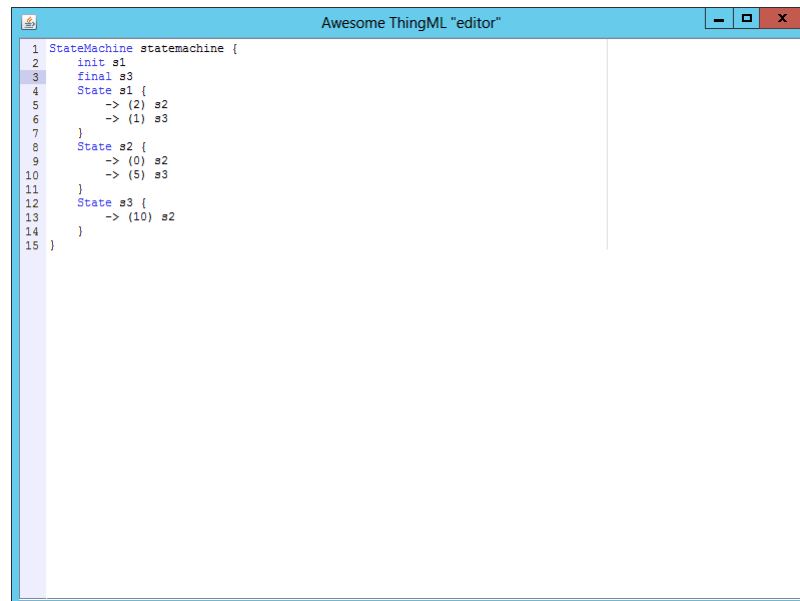 Awesome ThingML "editor"
1 StateMachine statemachine {
2     init s1
3     final s3
4     State s1 {
5         -> (2) s2
6         -> (1) s3
7     }
8     State s2 {
9         -> (0) s2
10         -> (5) s3
11     }
12     State s3 {
13         -> (10) s2
14     }
15 }